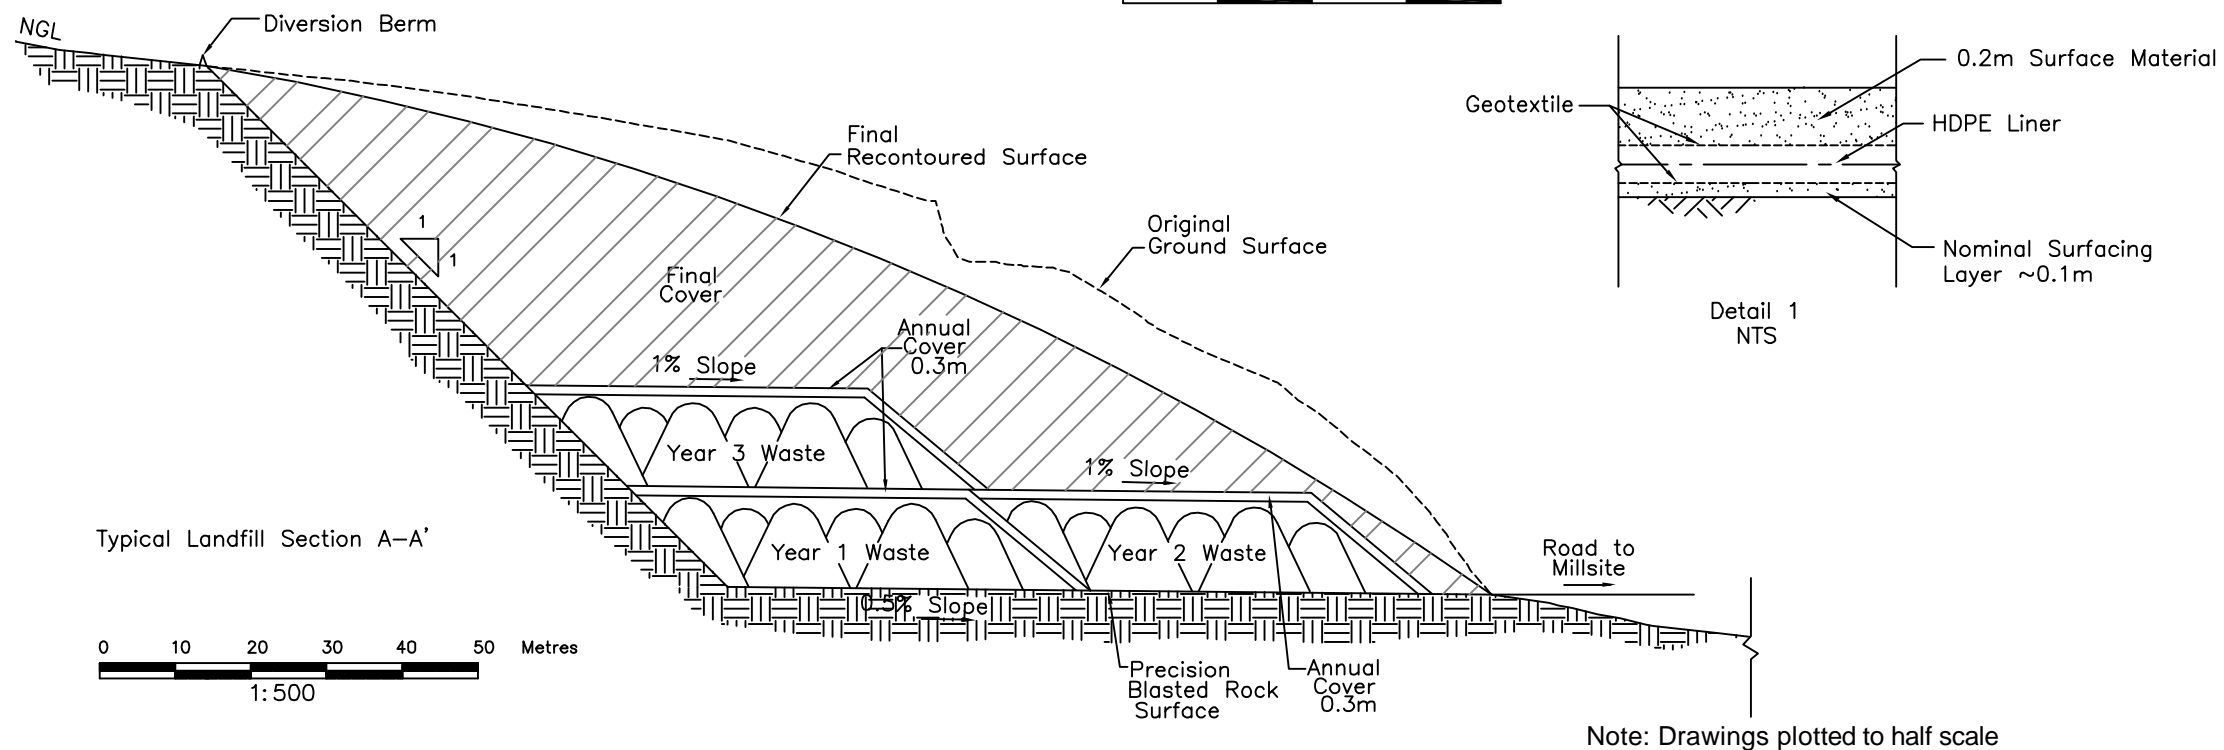 NGL
Diversion Berm
Final
Recontoured Surface
Original
Ground Surface
1
1
Final
Cover
Annual
Cover
0.3m
1% Slope
Year 3 Waste
1% Slope
Year 1 Waste
Year 2 Waste
0.5% Slope
Road to
Millsite
Precision
Blasted Rock
Surface
Annual
Cover
0.3m
Typical Landfill Section A-A'
0 10 20 30 40 50 Metres
1:500
Geotextile
0.2m Surface Material
HDPE Liner
Nominal Surfacing
Layer ~0.1m
Detail 1
NTS
Note: Drawings plotted to half scale